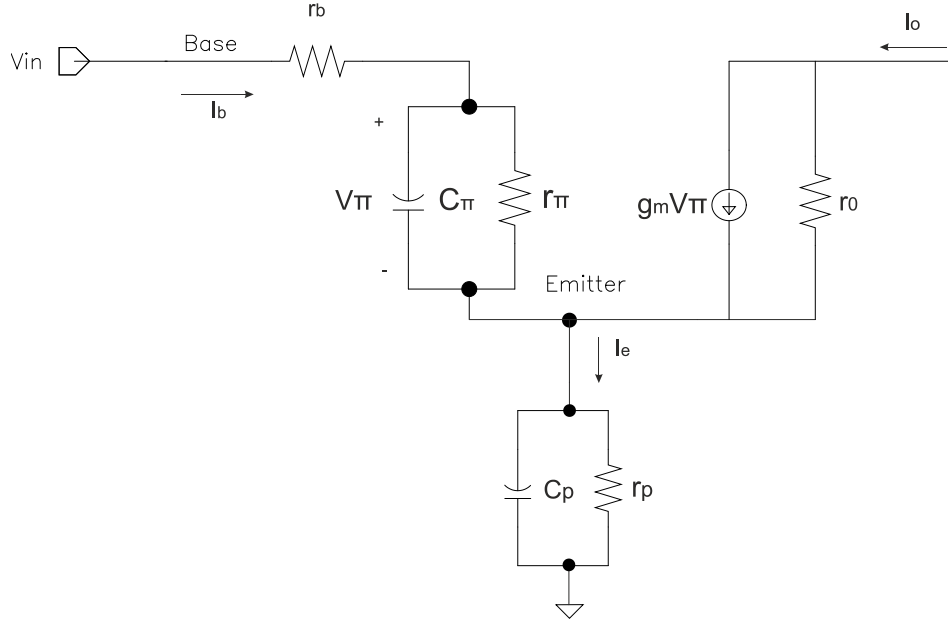 rb
Io
Base
Vin
Ib
+
Vπ
Cπ
rπ
gmVπ
r0
-
Emitter
Ie
Cp
rp